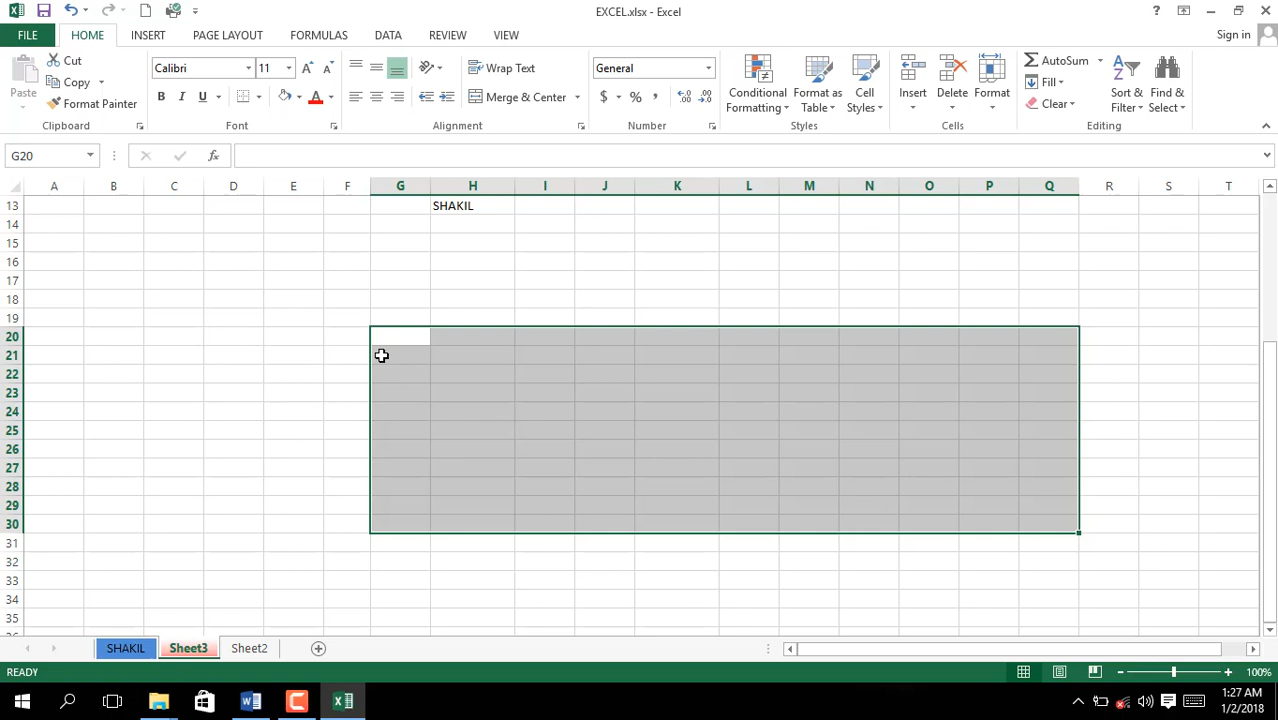 EXCEL.xlsx - Excel
?
FILE HOME INSERT PAGE LAYOUT FORMULAS DATA REVIEW VIEW Sign in
Paste
Cut
Copy
Format Painter
Clipboard
Calibri 11
B I U A
Font
Wrap Text
Merge & Center
Alignment
General
$ % ,
Number
Conditional Formatting
Format as Table
Cell Styles
Styles
Insert
Delete
Format
Cells
AutoSum
Fill
Clear
Sort & Filter
Find & Select
Editing
G20 fx
A B C D E F G H I J K L M N O P Q R S T
13 SHAKIL
14
15
16
17
18
19
20
21
22
23
24
25
26
27
28
29
30
31
32
33
34
35
SHAKIL Sheet3 Sheet2
READY 100%
1:27 AM
1/2/2018